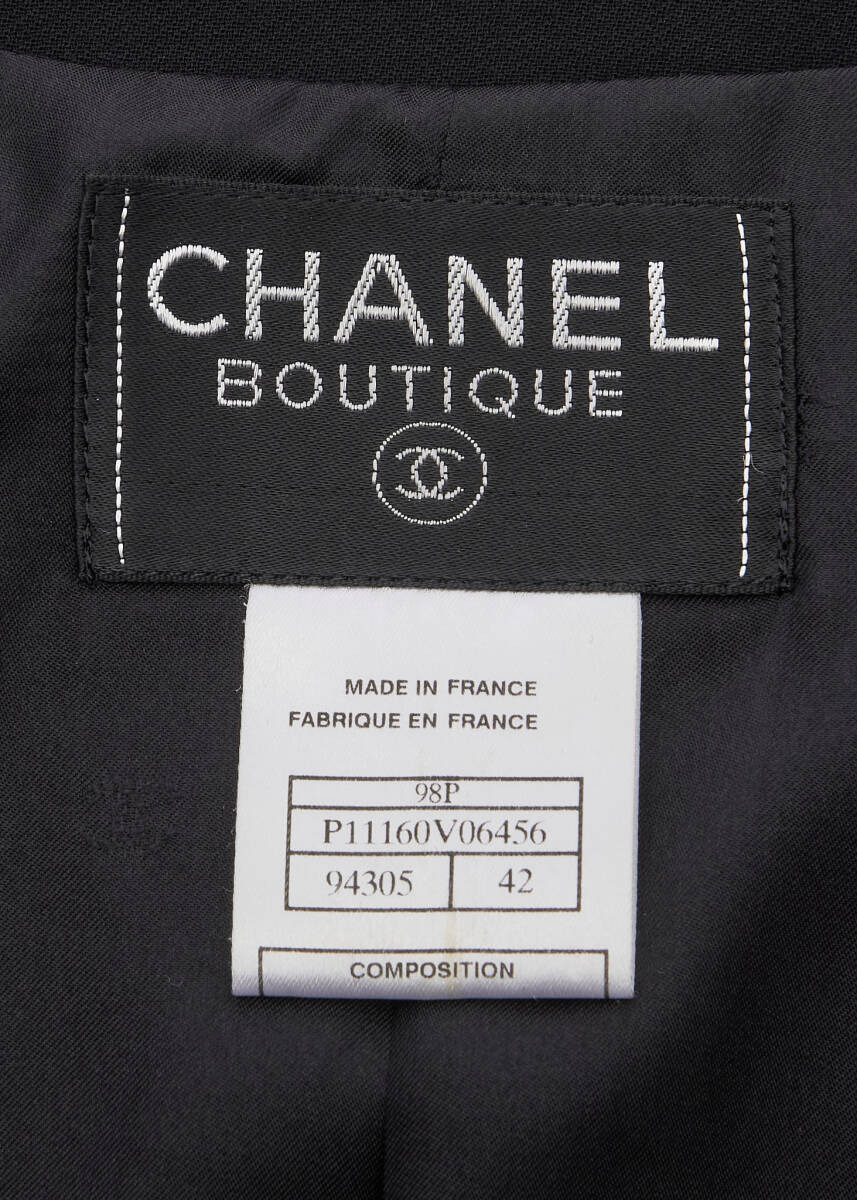 CHANEL
BOUTIQUE
MADE IN FRANCE
FABRIQUE EN FRANCE
98P
P11160V06456
94305 42
COMPOSITION